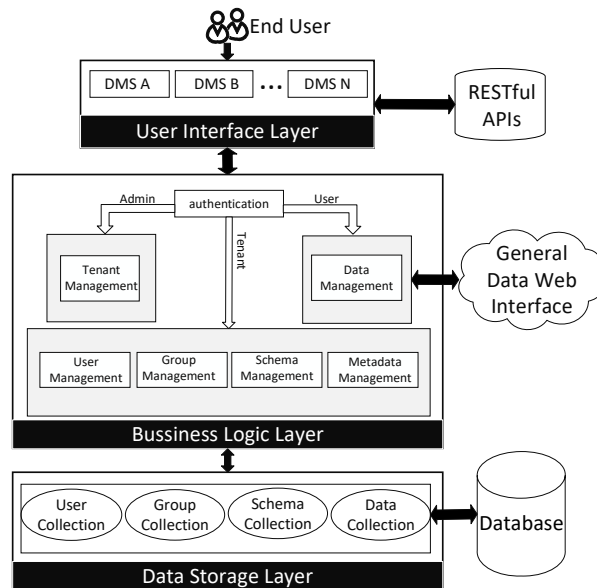 End User
DMS A
DMS B
...
DMS N
User Interface Layer
RESTful
APIs
Admin
authentication
User
Tenant
Tenant
Management
Data
Management
General
Data Web
Interface
User
Management
Group
Management
Schema
Management
Metadata
Management
Bussiness Logic Layer
User
Collection
Group
Collection
Schema
Collection
Data
Collection
Database
Data Storage Layer